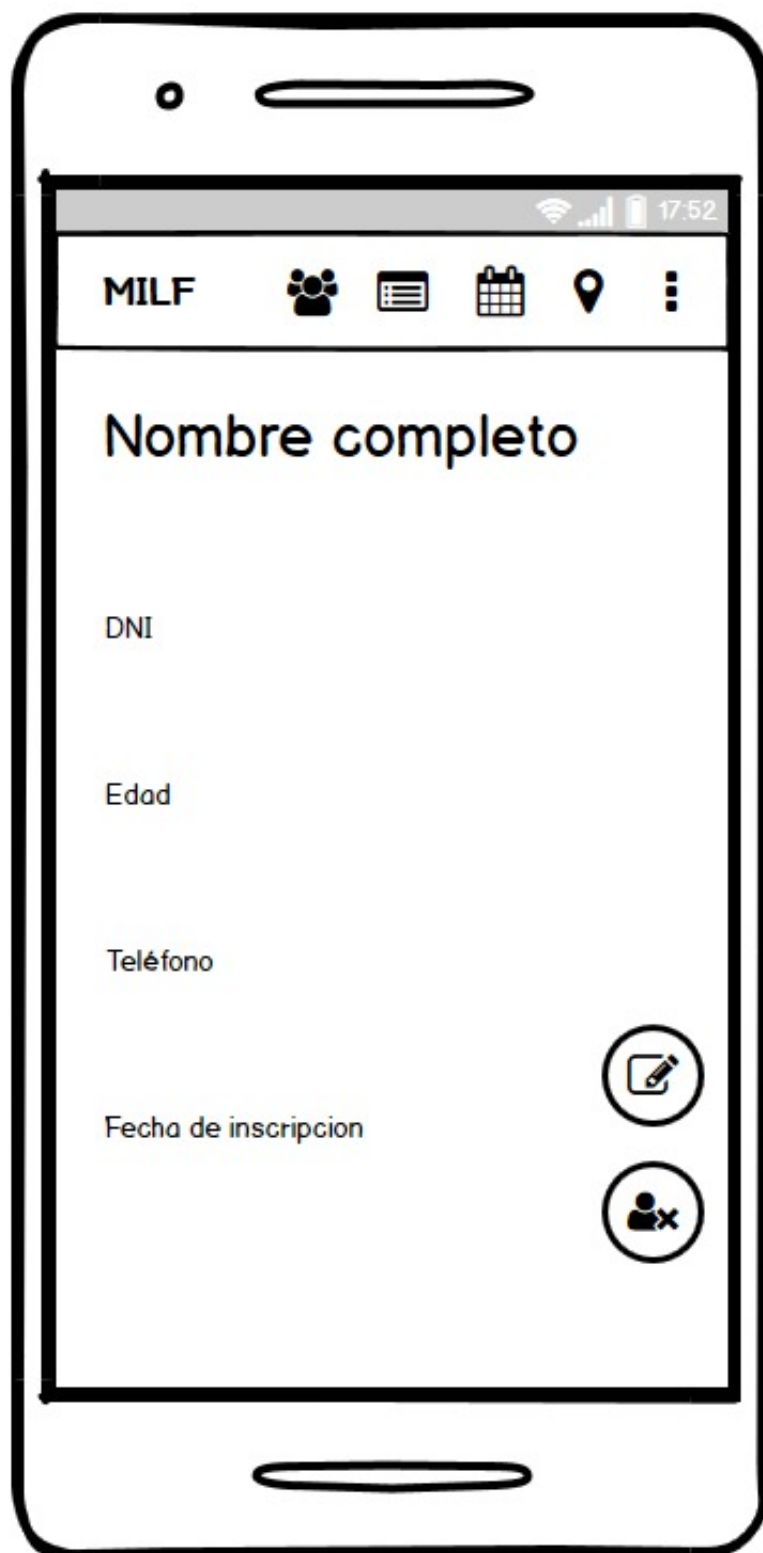 17:52
MILF
Nombre completo
DNI
Edad
Teléfono
Fecha de inscripcion